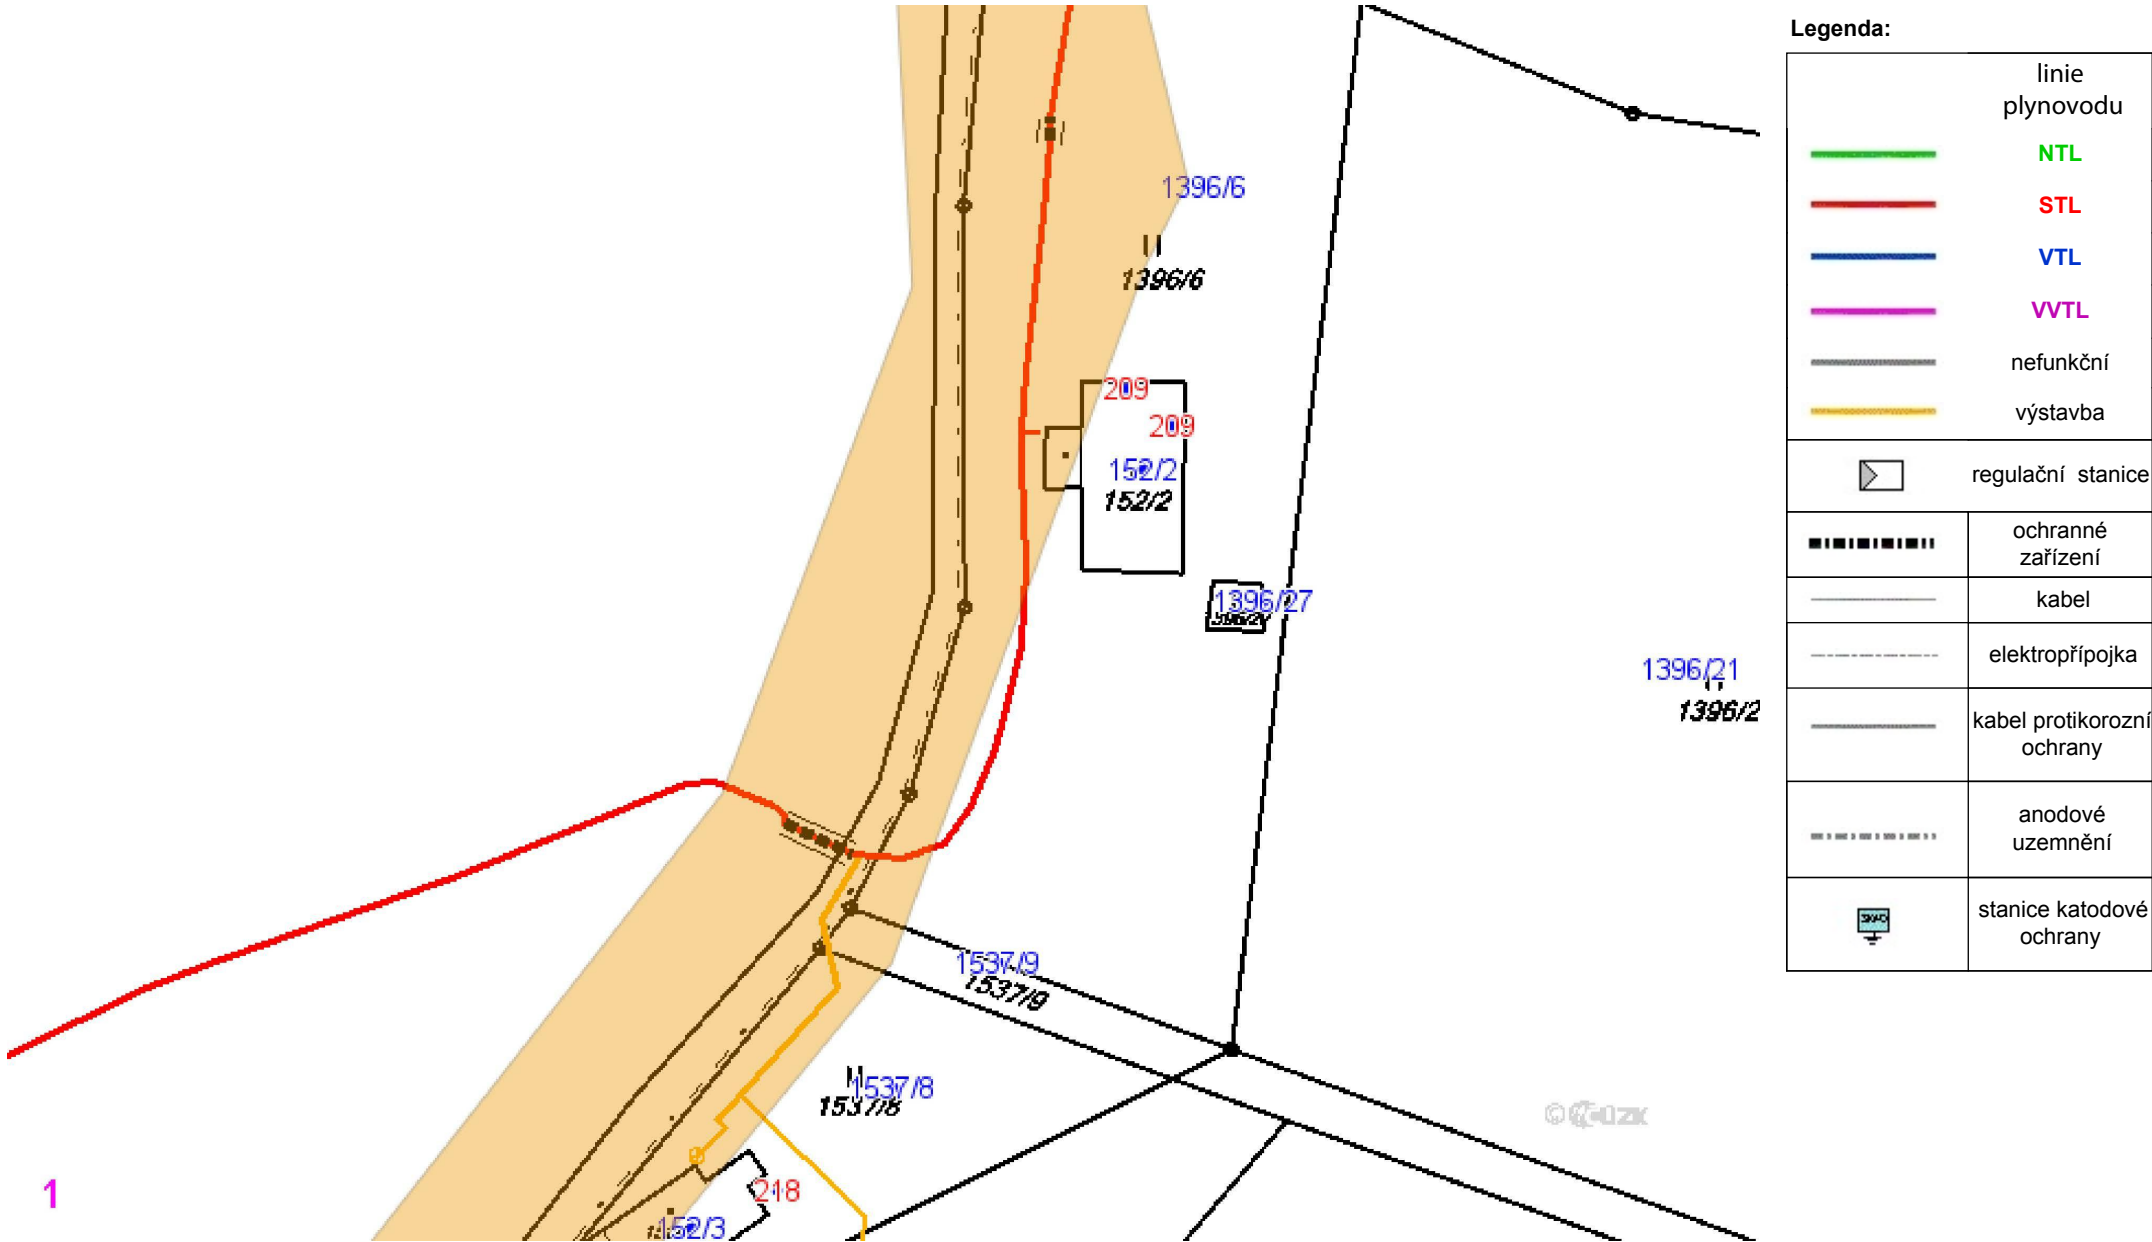 1396/6
1396/6
209
209
152/2
152/2
1396/27
1396/21
1396/2
1537/9
1537/9
1537/8
1537/8
218
152/3
1
Legenda:
linie
plynovodu
NTL
STL
VTL
VVTL
nefunkční
výstavba
regulační stanice
ochranné
zařízení
kabel
elektropřípojka
kabel protikorozní
ochrany
anodové
uzemnění
stanice katodové
ochrany